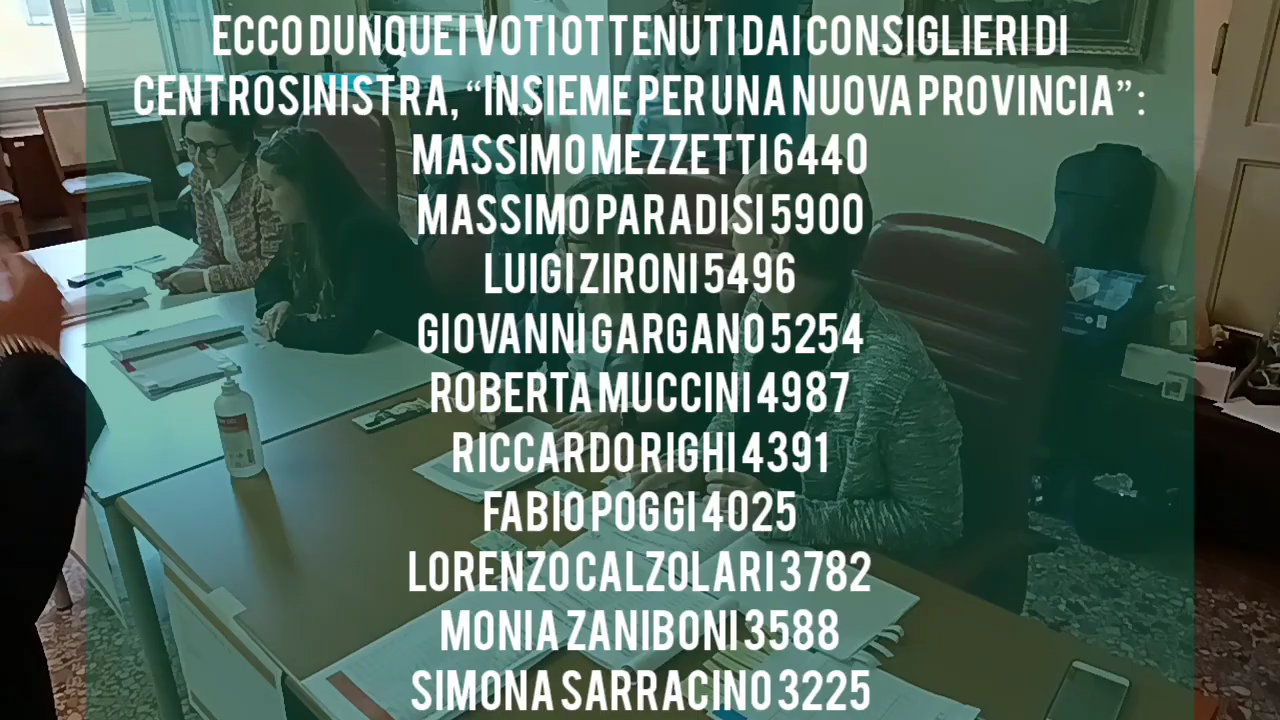 ECCO DUNQUE I VOTI OTTENUTI DAI CONSIGLIERI DI
CENTROSINISTRA, “INSIEME PER UNA NUOVA PROVINCIA” :
MASSIMO MEZZETTI 6440
MASSIMO PARADISI 5900
LUIGI ZIRONI 5496
GIOVANNI GARGANO 5254
ROBERTA MUCCINI 4987
RICCARDO RIGHI 4391
FABIO POGGI 4025
LORENZO CALZOLARI 3782
MONIA ZANIBONI 3588
SIMONA SARRACINO 3225